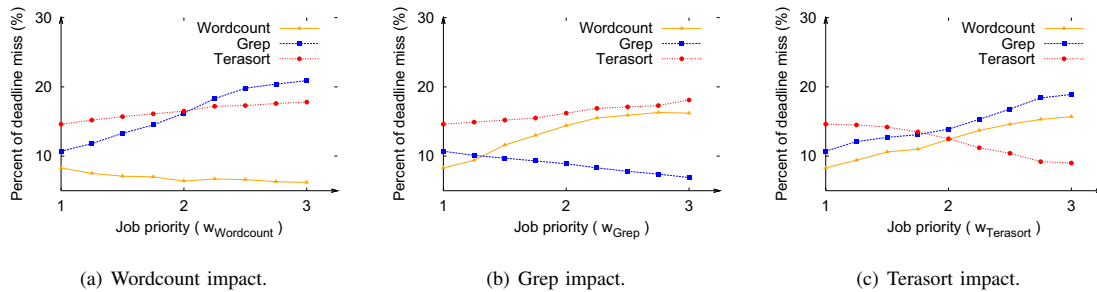 Percent of deadline miss (%)
30
20
10
Wordcount
Grep
Terasort
1
2
3
Job priority ( wWordcount )
(a) Wordcount impact.
Percent of deadline miss (%)
30
20
10
Wordcount
Grep
Terasort
1
2
3
Job priority ( wGrep )
(b) Grep impact.
Percent of deadline miss (%)
30
20
10
Wordcount
Grep
Terasort
1
2
3
Job priority ( wTerasort )
(c) Terasort impact.